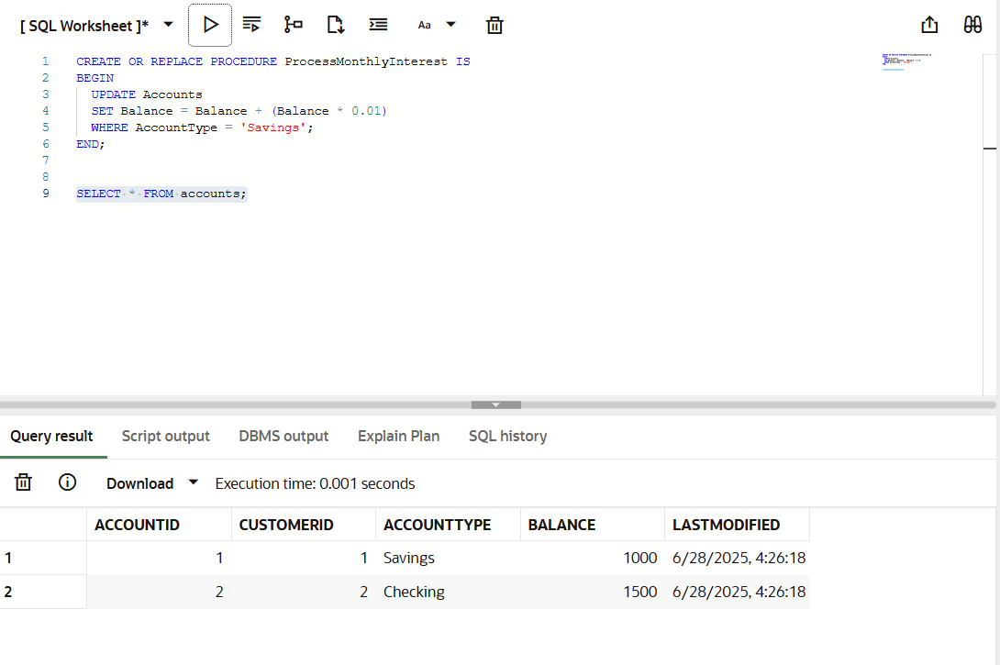 [ SQL Worksheet ]* Aa
1 CREATE OR REPLACE PROCEDURE ProcessMonthlyInterest IS
2 BEGIN
3 UPDATE Accounts
4 SET Balance = Balance + (Balance * 0.01)
5 WHERE AccountType = 'Savings';
6 END;
7
8
9 SELECT * FROM accounts;
Query result Script output DBMS output Explain Plan SQL history
Download Execution time: 0.001 seconds
ACCOUNTID CUSTOMERID ACCOUNTTYPE BALANCE LASTMODIFIED
1 1 1 Savings 1000 6/28/2025, 4:26:18
2 2 2 Checking 1500 6/28/2025, 4:26:18